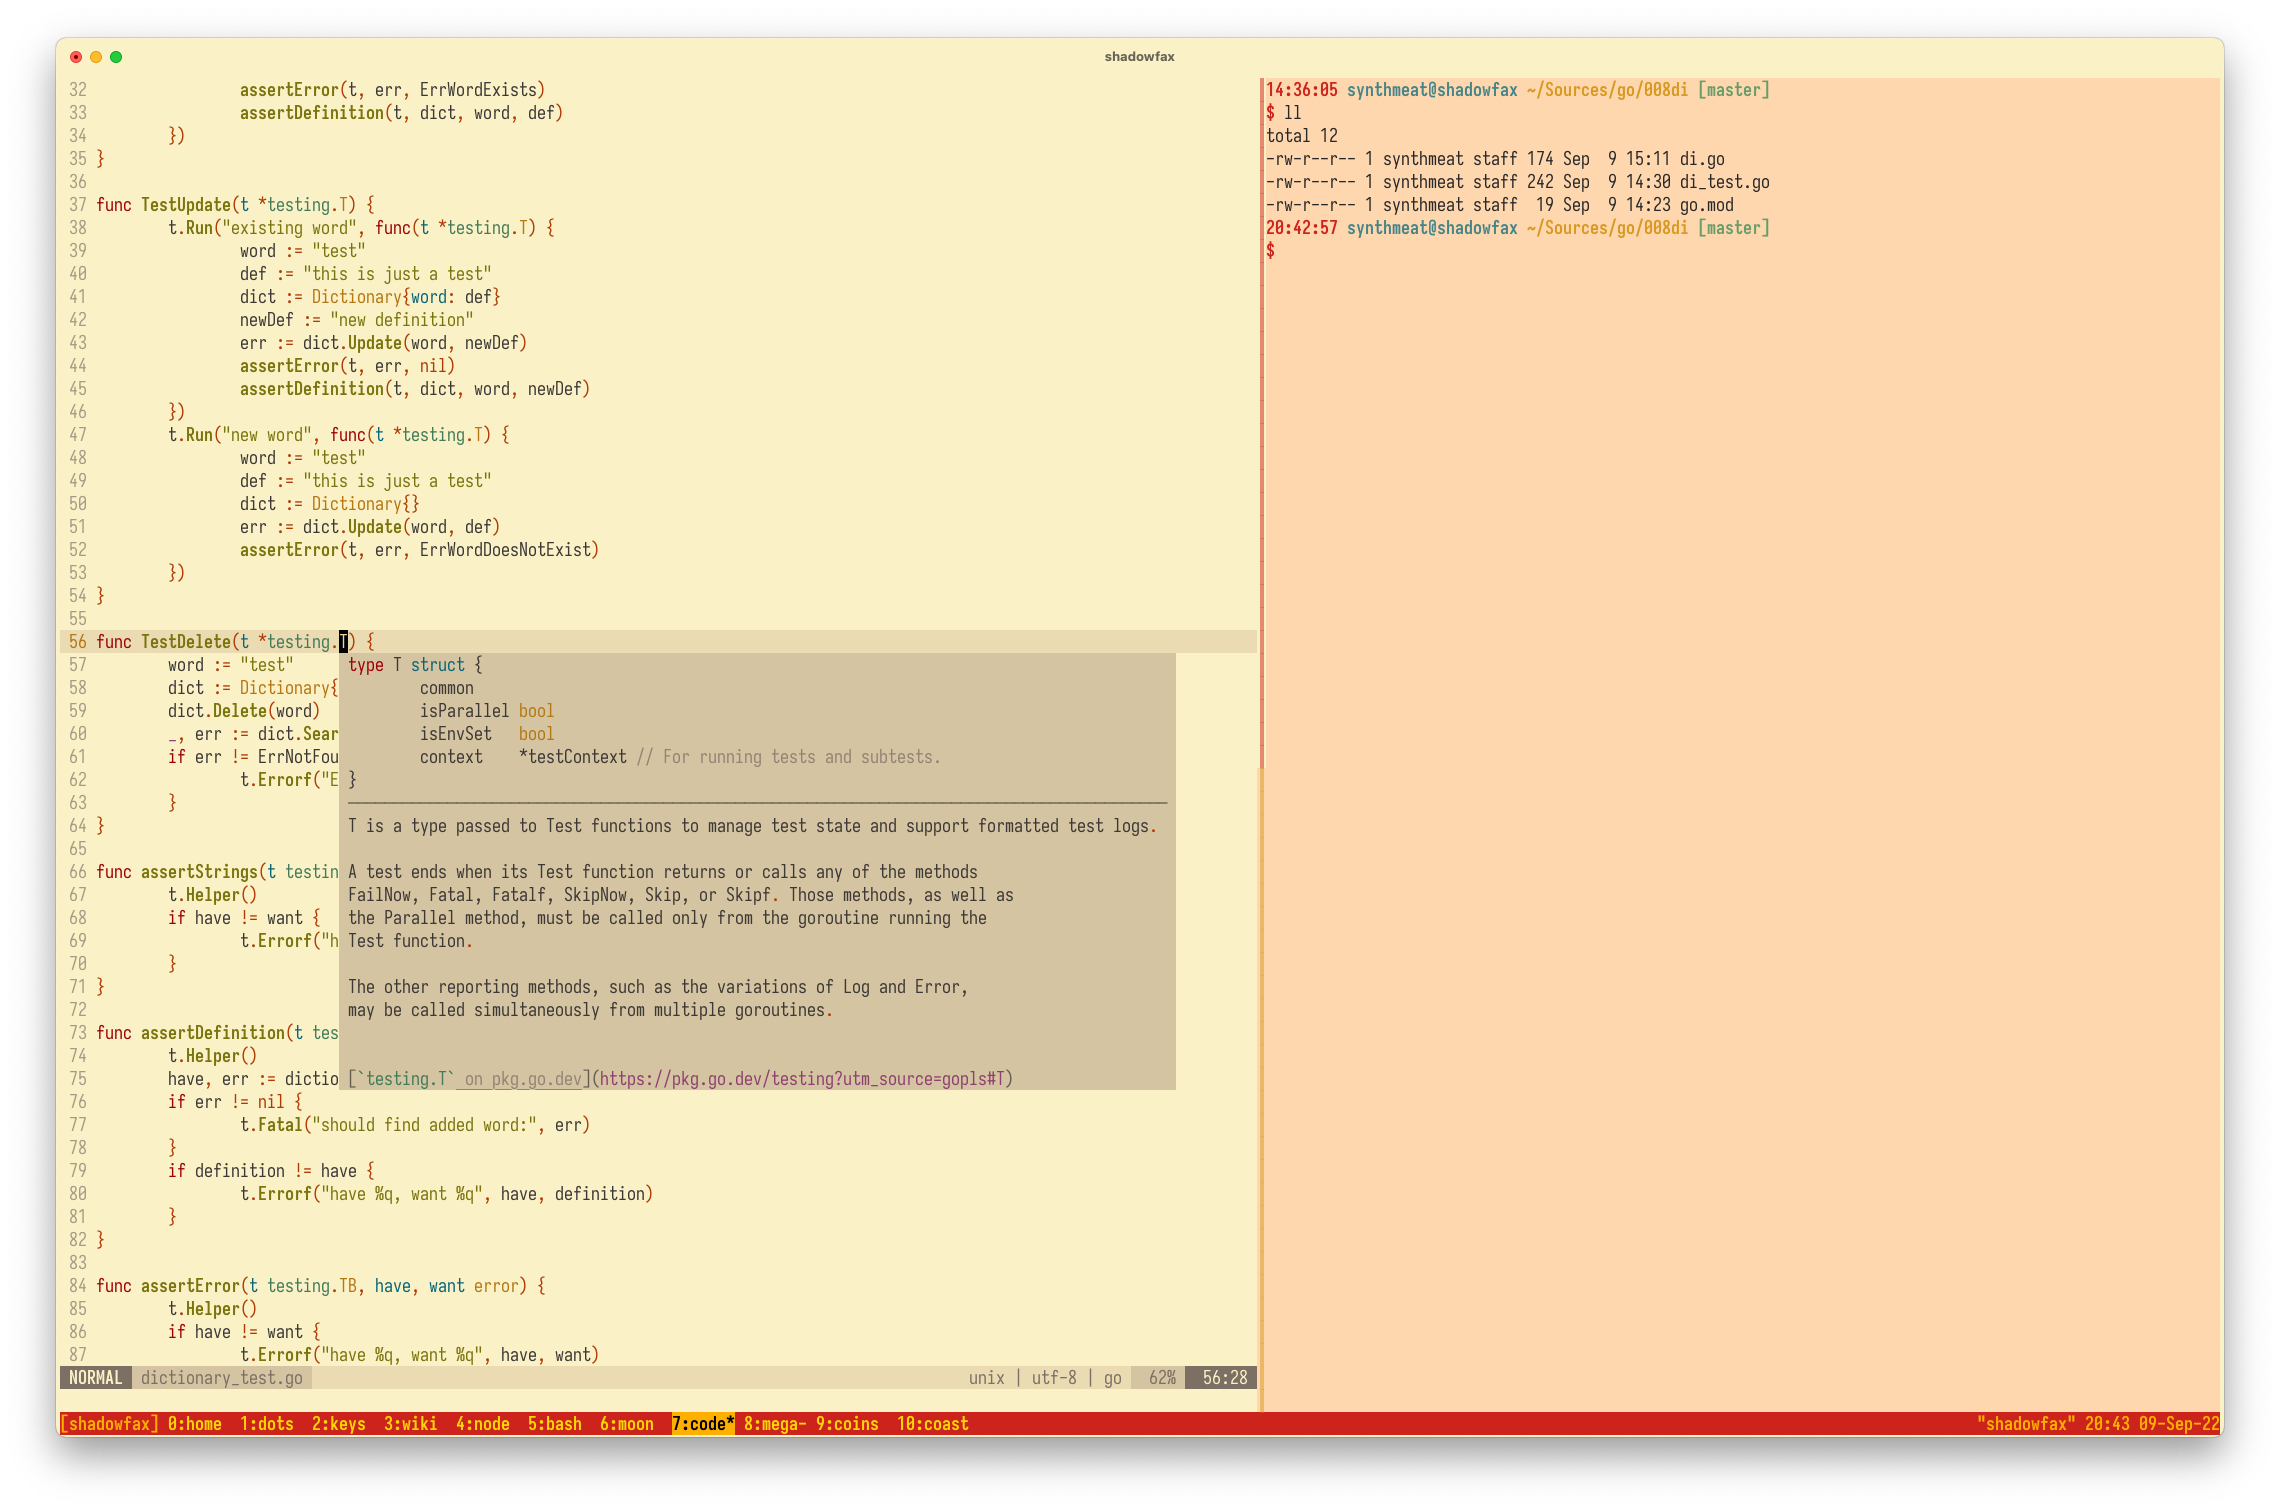 shadowfax
32                 assertError(t, err, ErrWordExists)
33                 assertDefinition(t, dict, word, def)
34         })
35 }
36
37 func TestUpdate(t *testing.T) {
38         t.Run("existing word", func(t *testing.T) {
39                 word := "test"
40                 def := "this is just a test"
41                 dict := Dictionary{word: def}
42                 newDef := "new definition"
43                 err := dict.Update(word, newDef)
44                 assertError(t, err, nil)
45                 assertDefinition(t, dict, word, newDef)
46         })
47         t.Run("new word", func(t *testing.T) {
48                 word := "test"
49                 def := "this is just a test"
50                 dict := Dictionary{}
51                 err := dict.Update(word, def)
52                 assertError(t, err, ErrWordDoesNotExist)
53         })
54 }
55
56 func TestDelete(t *testing.T) {
57         word := "test"
58         dict := Dictionary{
59         dict.Delete(word)
60         _, err := dict.Sear
61         if err != ErrNotFou
62                 t.Errorf("E
63         }
64 }
65
66 func assertStrings(t testin
67         t.Helper()
68         if have != want {
69                 t.Errorf("h
70         }
71 }
72
73 func assertDefinition(t tes
74         t.Helper()
75         have, err := dictio
76         if err != nil {
77                 t.Fatal("should find added word:", err)
78         }
79         if definition != have {
80                 t.Errorf("have %q, want %q", have, definition)
81         }
82 }
83
84 func assertError(t testing.TB, have, want error) {
85         t.Helper()
86         if have != want {
87                 t.Errorf("have %q, want %q", have, want)
type T struct {
        common
        isParallel bool
        isEnvSet   bool
        context    *testContext // For running tests and subtests.
}
T is a type passed to Test functions to manage test state and support formatted test logs.
A test ends when its Test function returns or calls any of the methods
FailNow, Fatal, Fatalf, SkipNow, Skip, or Skipf. Those methods, as well as
the Parallel method, must be called only from the goroutine running the
Test function.
The other reporting methods, such as the variations of Log and Error,
may be called simultaneously from multiple goroutines.
[`testing.T` on pkg.go.dev](https://pkg.go.dev/testing?utm_source=gopls#T)
NORMAL dictionary_test.go unix | utf-8 | go 62% 56:28
14:36:05 synthmeat@shadowfax ~/Sources/go/008di [master]
$ ll
total 12
-rw-r--r-- 1 synthmeat staff 174 Sep  9 15:11 di.go
-rw-r--r-- 1 synthmeat staff 242 Sep  9 14:30 di_test.go
-rw-r--r-- 1 synthmeat staff  19 Sep  9 14:23 go.mod
20:42:57 synthmeat@shadowfax ~/Sources/go/008di [master]
$
[shadowfax] 0:home  1:dots  2:keys  3:wiki  4:node  5:bash  6:moon  7:code* 8:mega- 9:coins  10:coast "shadowfax" 20:43 09-Sep-22